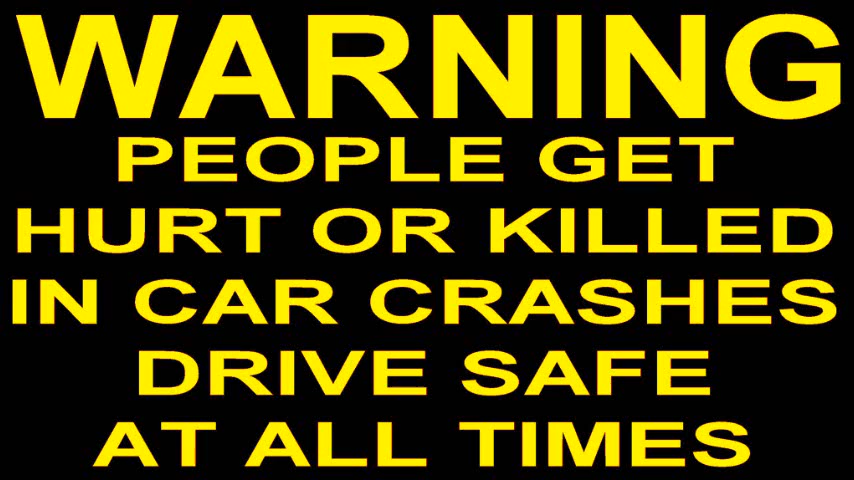 WARNING
PEOPLE GET
HURT OR KILLED
IN CAR CRASHES
DRIVE SAFE
AT ALL TIMES